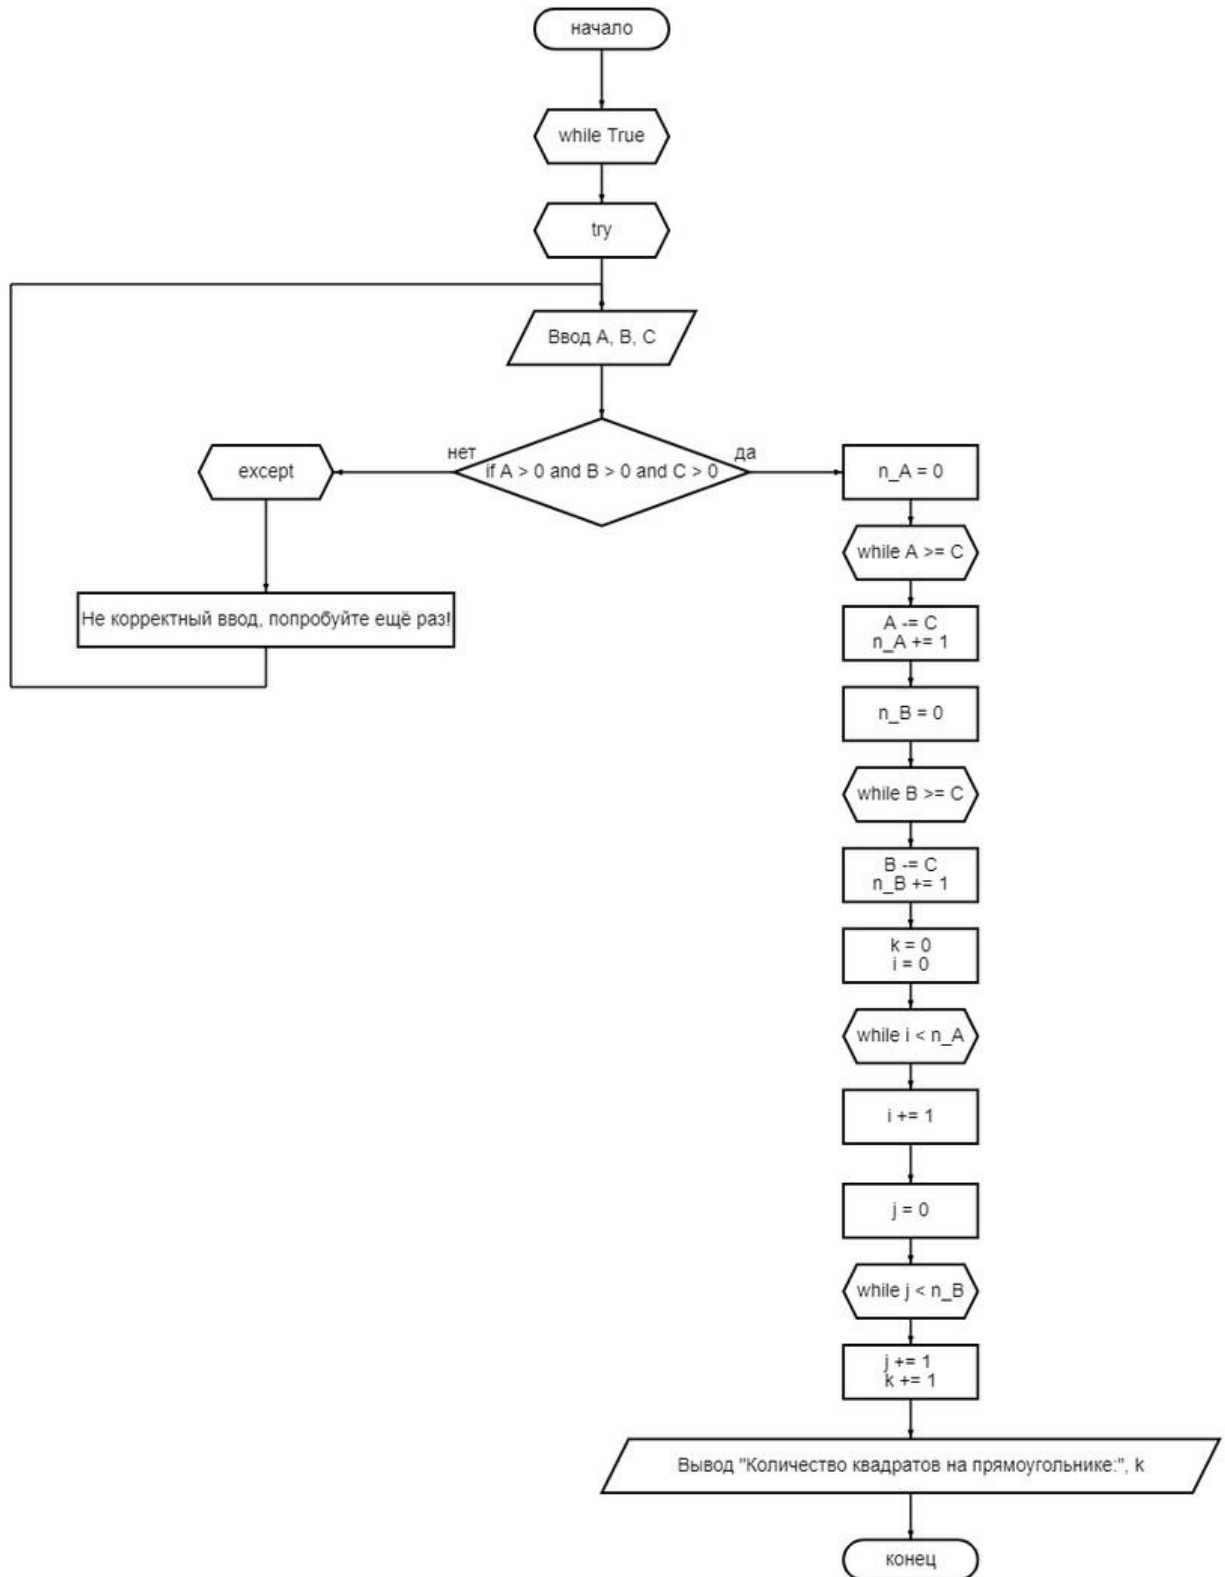 начало
while True
try
Ввод A, B, C
нет
да
except
if A > 0 and B > 0 and C > 0
n_A = 0
while A >= C
Не корректный ввод, попробуйте ещё раз!
A -= C
n_A += 1
n_B = 0
while B >= C
B -= C
n_B += 1
k = 0
i = 0
while i < n_A
i += 1
j = 0
while j < n_B
j += 1
k += 1
Вывод "Количество квадратов на прямоугольнике:", k
конец